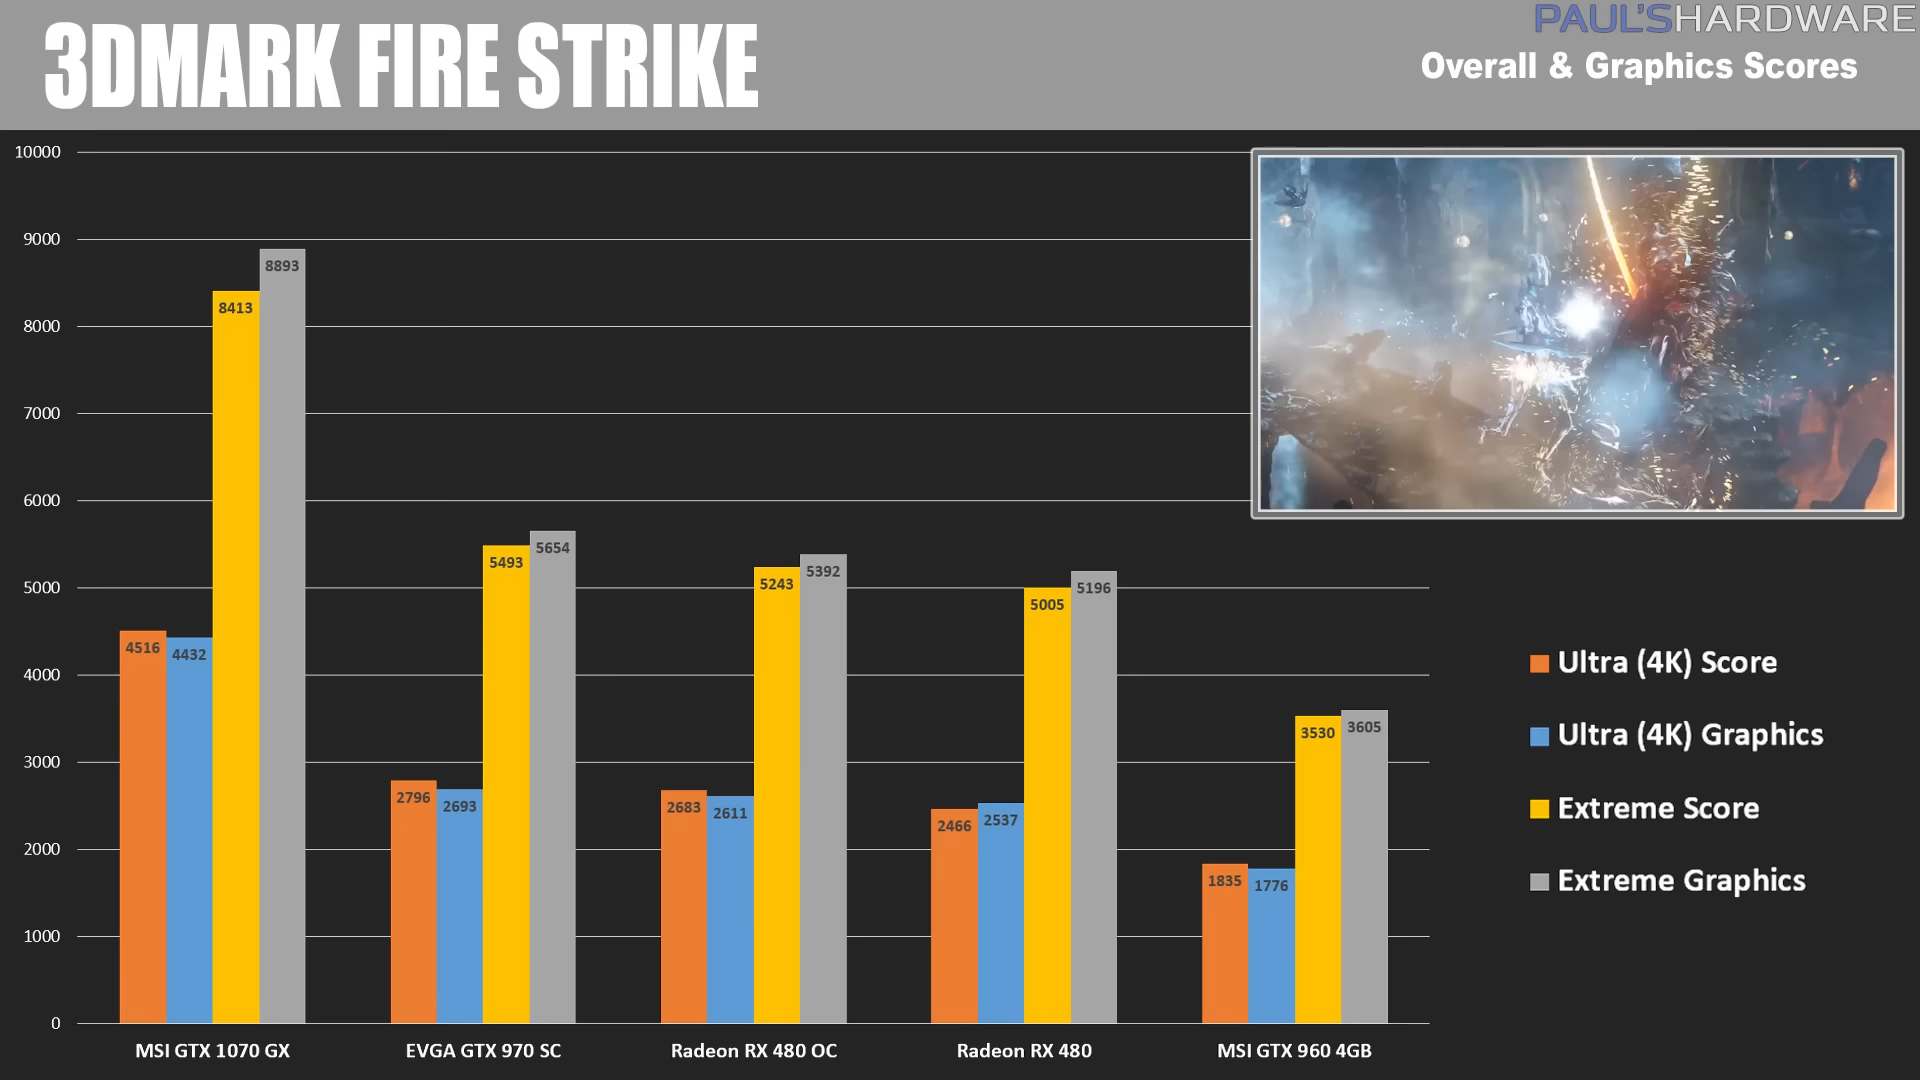 3DMARK FIRE STRIKE
PAUL'SHARDWARE
Overall & Graphics Scores
10000
9000
8000
7000
6000
5000
4000
3000
2000
1000
0
4516
4432
8413
8893
2796
2693
5493
5654
2683
2611
5243
5392
2466
2537
5005
5196
1835
1776
3530
3605
MSI GTX 1070 GX
EVGA GTX 970 SC
Radeon RX 480 OC
Radeon RX 480
MSI GTX 960 4GB
Ultra (4K) Score
Ultra (4K) Graphics
Extreme Score
Extreme Graphics